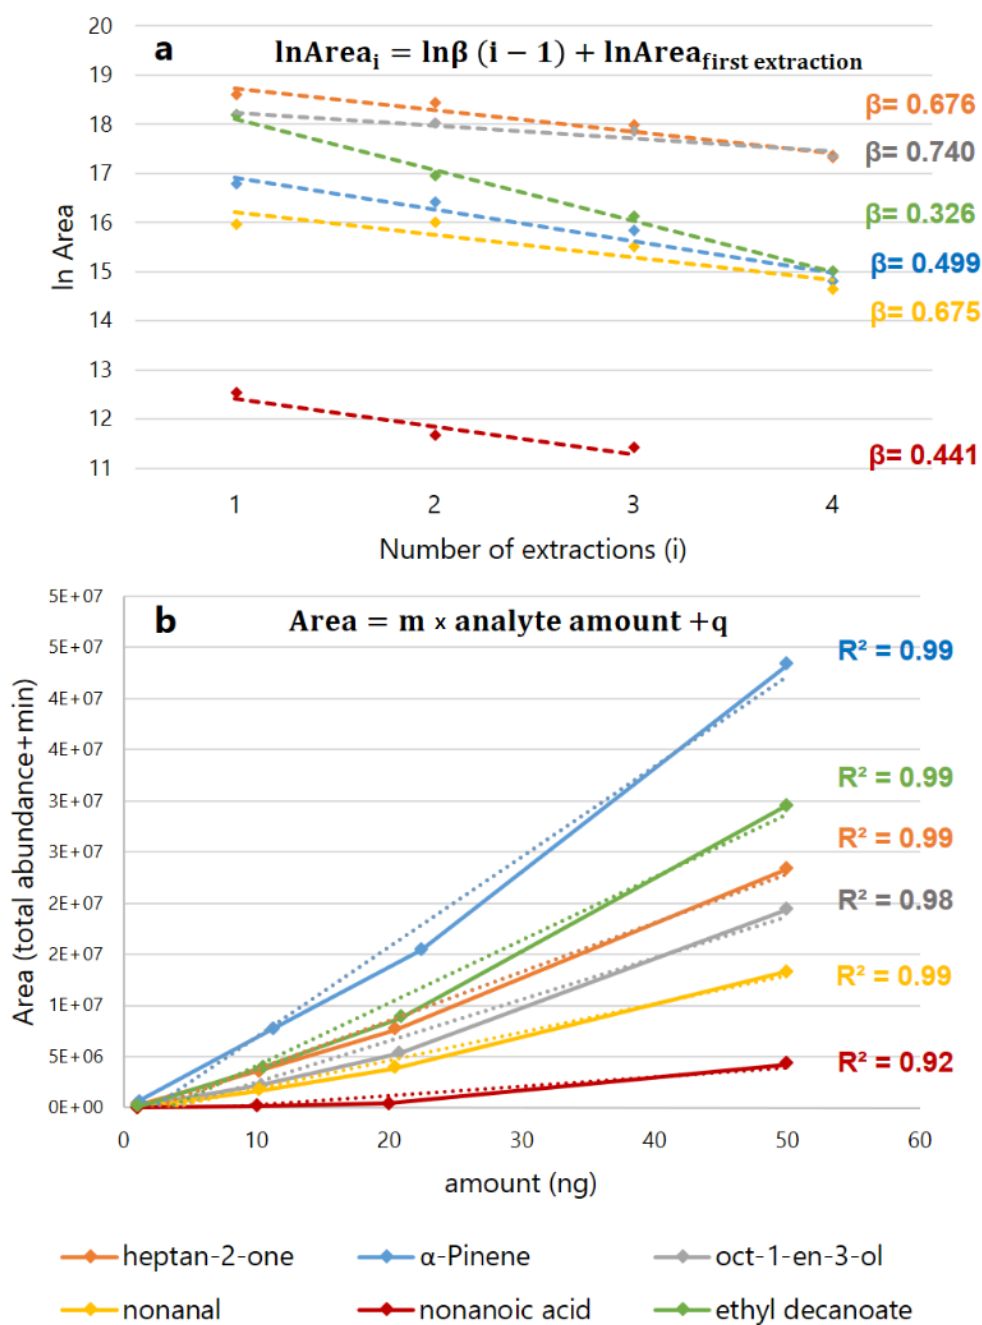 a
lnAreaᵢ = lnβ (i − 1) + lnArea_first extraction
20
19
18
17
16
15
14
13
12
11
ln Area
β= 0.676
β= 0.740
β= 0.326
β= 0.499
β= 0.675
β= 0.441
1 2 3 4
Number of extractions (i)
b
Area = m x analyte amount +q
5E+07
5E+07
4E+07
4E+07
3E+07
3E+07
2E+07
2E+07
1E+07
5E+06
0E+00
Area (total abundance+min)
R² = 0.99
R² = 0.99
R² = 0.99
R² = 0.98
R² = 0.99
R² = 0.92
0 10 20 30 40 50 60
amount (ng)
heptan-2-one α-Pinene oct-1-en-3-ol
nonanal nonanoic acid ethyl decanoate